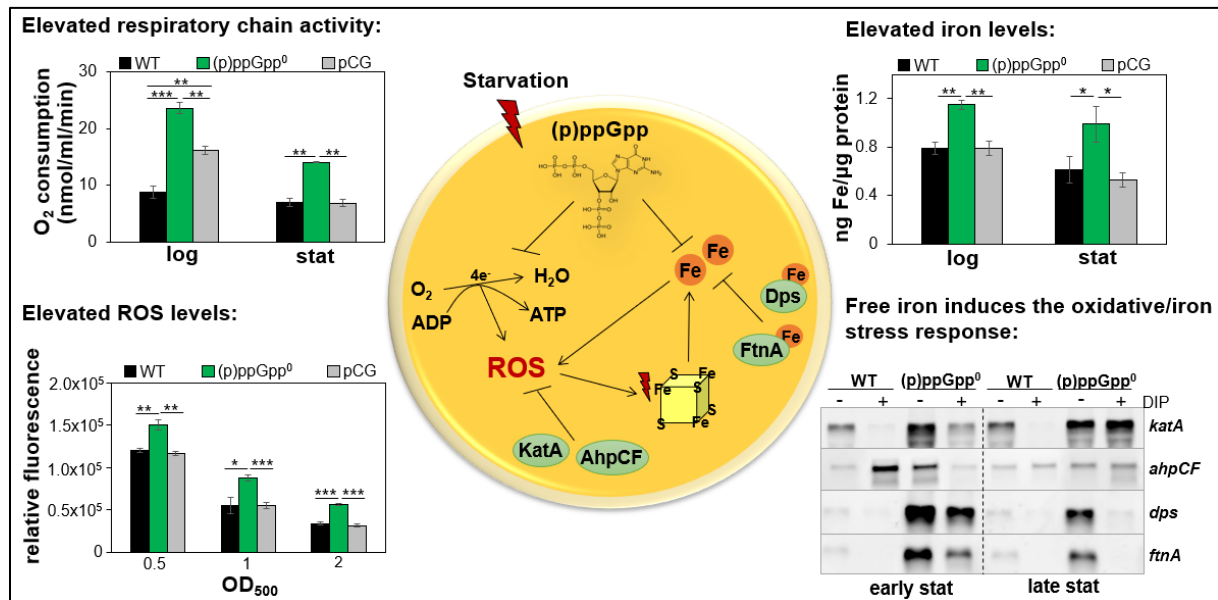 Elevated respiratory chain activity:
WT (p)ppGpp⁰ pCG
O₂ consumption
(nmol/ml/min)
30
20
10
0
** 
*** **
** **
log stat
Elevated ROS levels:
WT (p)ppGpp⁰ pCG
relative fluorescence
2.0x10⁵
1.5x10⁵
1.0x10⁵
0.5x10⁵
0
** **
* ***
*** ***
0.5 1 2
OD₅₀₀
Starvation
(p)ppGpp
O₂ 4e⁻ H₂O
ADP ATP
ROS
KatA AhpCF
Fe Fe
Fe
Dps
Fe
FtnA
S Fe
Fe S
S Fe
Elevated iron levels:
WT (p)ppGpp⁰ pCG
ng Fe/µg protein
1.2
0.8
0.4
0
** **
* *
log stat
Free iron induces the oxidative/iron
stress response:
WT (p)ppGpp⁰ WT (p)ppGpp⁰
- + - + - + - + DIP
katA
ahpCF
dps
ftnA
early stat late stat